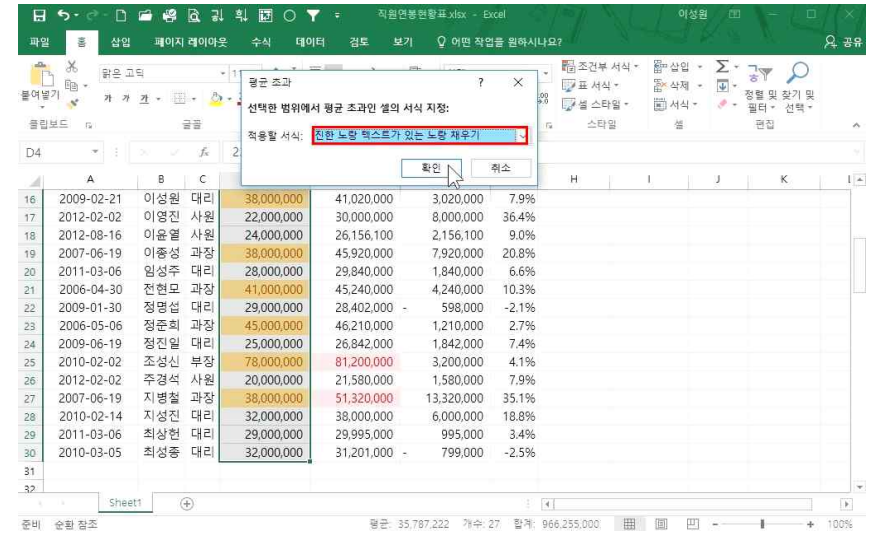 직원연봉현황표.xlsx - Excel 이성원
파일 홈 삽입 페이지 레이아웃 수식 데이터 검토 보기 어떤 작업을 원하시나요? 공유
붙여넣기 맑은 고딕 11 가 가 가 조건부 서식 표 서식 셀 스타일 삽입 삭제 서식 정렬 및 필터 찾기 및 선택
클립보드 글꼴 스타일 셀 편집
평균 초과 ? ×
선택한 범위에서 평균 초과인 셀의 서식 지정:
적용할 서식: 진한 노랑 텍스트가 있는 노랑 채우기
확인 취소
D4 fx
A B C H I J K L
16 2009-02-21 이성원 대리 38,000,000 41,020,000 3,020,000 7.9%
17 2012-02-02 이영진 사원 22,000,000 30,000,000 8,000,000 36.4%
18 2012-08-16 이윤열 사원 24,000,000 26,156,100 2,156,100 9.0%
19 2007-06-19 이종성 과장 38,000,000 45,920,000 7,920,000 20.8%
20 2011-03-06 임성주 대리 28,000,000 29,840,000 1,840,000 6.6%
21 2006-04-30 전현모 과장 41,000,000 45,240,000 4,240,000 10.3%
22 2009-01-30 정명섭 대리 29,000,000 28,402,000 - 598,000 -2.1%
23 2006-05-06 정준희 과장 45,000,000 46,210,000 1,210,000 2.7%
24 2009-06-19 정진일 대리 25,000,000 26,842,000 1,842,000 7.4%
25 2010-02-02 조성신 부장 78,000,000 81,200,000 3,200,000 4.1%
26 2012-02-02 주경석 사원 20,000,000 21,580,000 1,580,000 7.9%
27 2007-06-19 지병철 과장 38,000,000 51,320,000 13,320,000 35.1%
28 2010-02-14 지성진 대리 32,000,000 38,000,000 6,000,000 18.8%
29 2011-03-06 최상헌 대리 29,000,000 29,995,000 995,000 3.4%
30 2010-03-05 최성종 대리 32,000,000 31,201,000 - 799,000 -2.5%
31
32
Sheet1
준비 순환 참조 평균: 35,787,222 개수: 27 합계: 966,255,000 100%